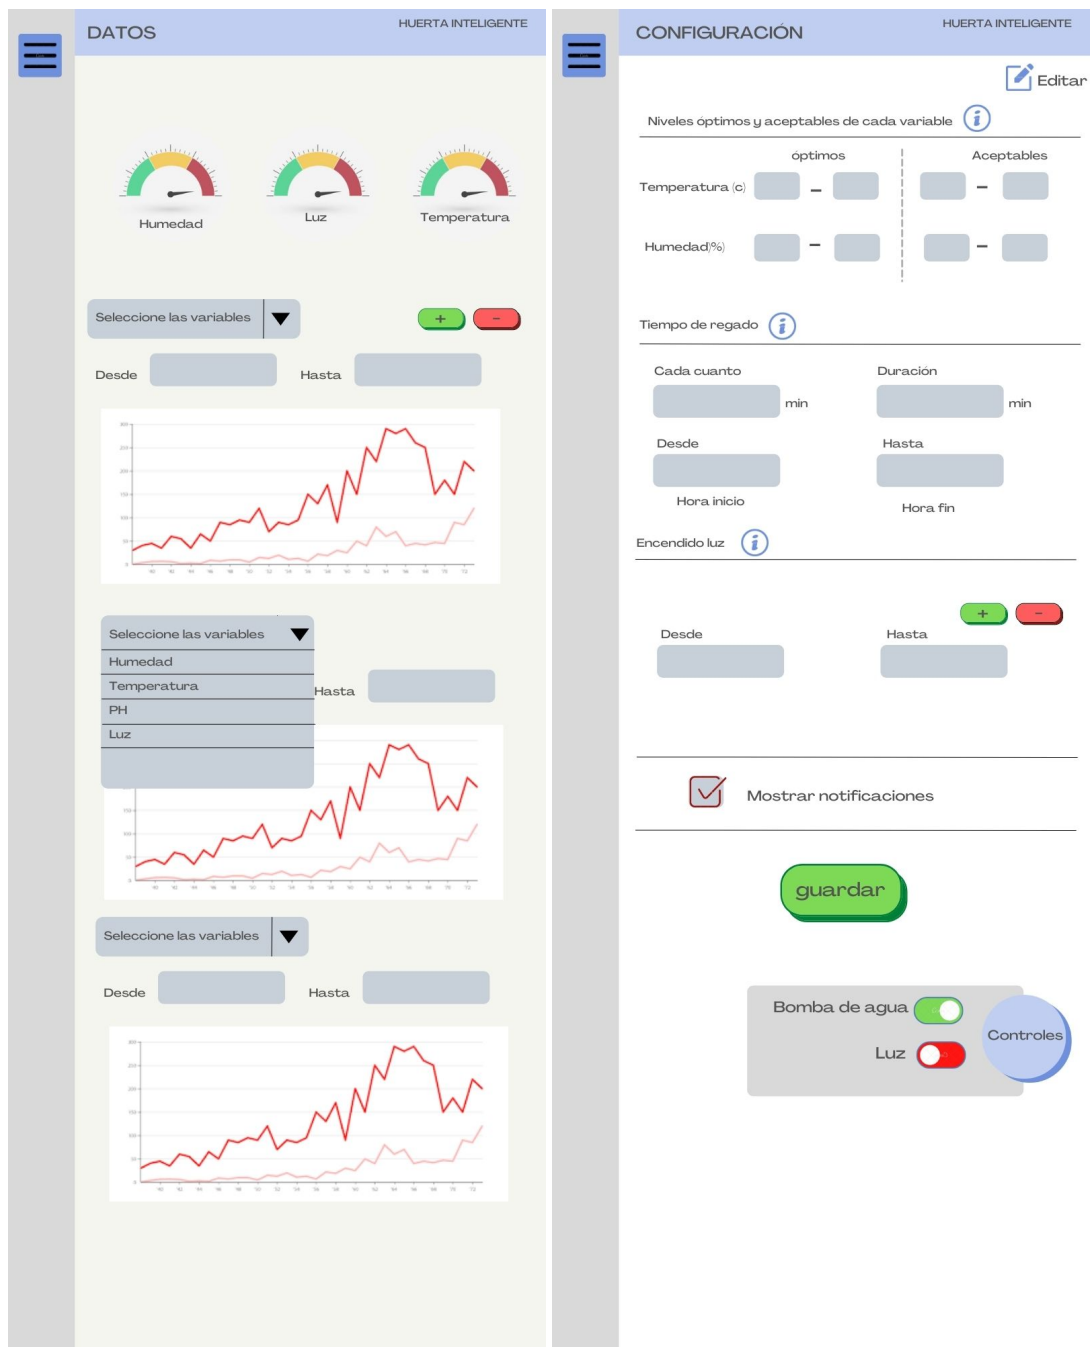 DATOS
HUERTA INTELIGENTE
Humedad
Luz
Temperatura
Seleccione las variables
+
-
Desde
Hasta
Seleccione las variables
Humedad
Temperatura
PH
Luz
Hasta
Seleccione las variables
Desde
Hasta
CONFIGURACIÓN
HUERTA INTELIGENTE
Editar
Niveles óptimos y aceptables de cada variable i
óptimos
Aceptables
Temperatura (c) - -
Humedad)%) - -
Tiempo de regado i
Cada cuanto
Duración
min
min
Desde
Hasta
Hora inicio
Hora fin
Encendido luz i
+
-
Desde
Hasta
Mostrar notificaciones
guardar
Bomba de agua
Luz
Controles